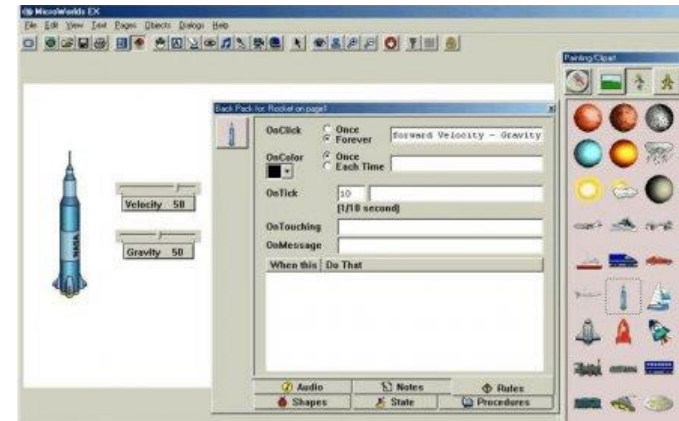 MicroWorlds EX
File Edit View Text Pages Objects Dialogs Help
Painting/Clipart
Back Pack for: Rocket on page1
OnClick Once
Forever
forward Velocity - Gravity
OnColor Once
Each Time
OnTick 10
(1/10 second)
OnTouching
OnMessage
When this Do That
Audio Notes Rules
Shapes State Procedures
Velocity 50
Gravity 50
NASA